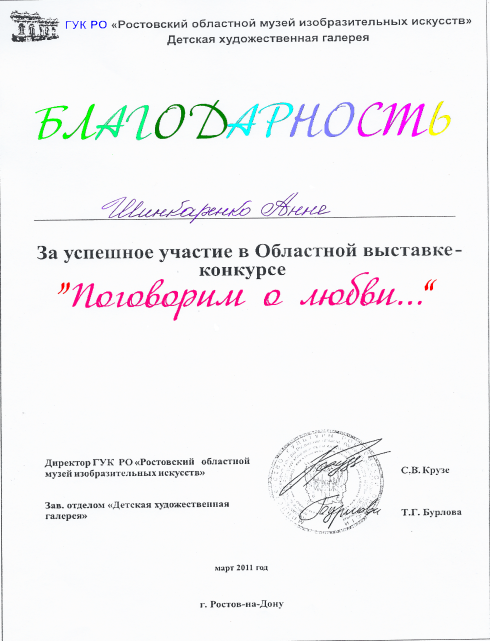 ГУК РО «Ростовский областной музей изобразительных искусств»
Детская художественная галерея
БЛАГОДАРНОСТЬ
Шинкаренко Анне
За успешное участие в Областной выставке-
конкурсе
”Поговорим о любви...“
Директор ГУК РО «Ростовский областной
музей изобразительных искусств»
С.В. Крузе
Зав. отделом «Детская художественная
галерея»
Т.Г. Бурлова
март 2011 год
г. Ростов-на-Дону